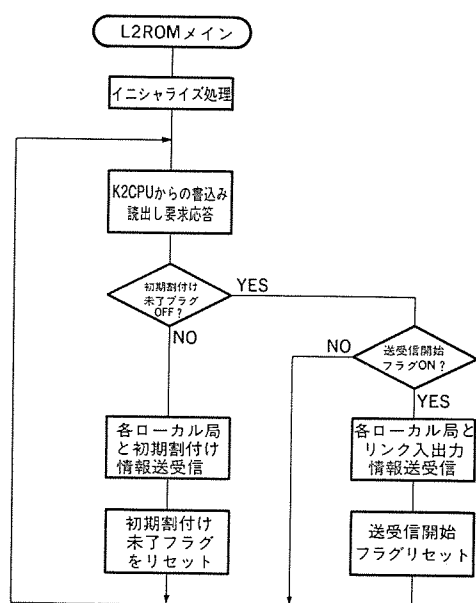 L2ROMメイン
イニシャライズ処理
K2CPUからの書込み
読出し要求応答
初期割付け
未了フラグ
OFF?
YES
NO
送受信開始
フラグON?
NO
YES
各ローカル局
と初期割付け
情報送受信
各ローカル局と
リンク入出力
情報送受信
初期割付け
未了フラグ
をリセット
送受信開始
フラグリセット